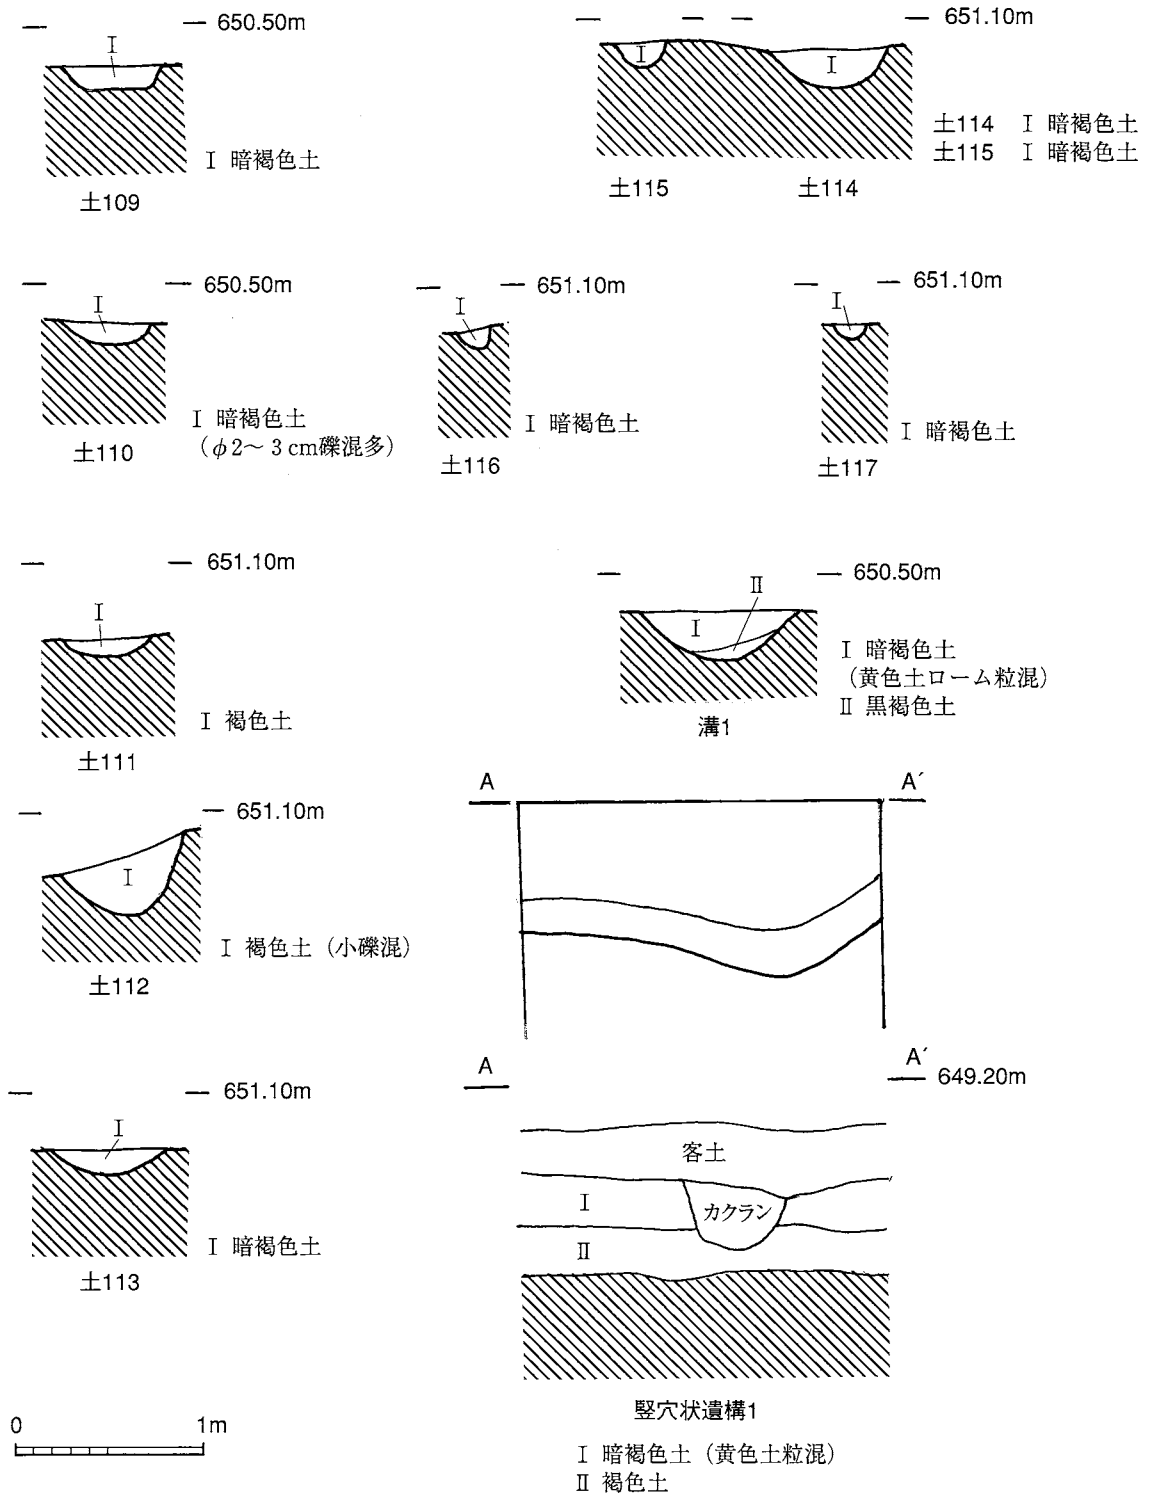 650.50m
Ⅰ
Ⅰ 暗褐色土
土109
651.10m
Ⅰ
Ⅰ
土114 Ⅰ 暗褐色土
土115 Ⅰ 暗褐色土
土115
土114
650.50m
Ⅰ
Ⅰ 暗褐色土
(φ2～3cm礫混多)
土110
651.10m
Ⅰ
Ⅰ 暗褐色土
土116
651.10m
Ⅰ
Ⅰ 暗褐色土
土117
651.10m
Ⅰ
Ⅰ 褐色土
土111
650.50m
Ⅱ
Ⅰ
Ⅰ 暗褐色土
(黄色土ローム粒混)
Ⅱ 黒褐色土
溝1
651.10m
Ⅰ
Ⅰ 褐色土 (小礫混)
土112
A
A´
651.10m
Ⅰ
Ⅰ 暗褐色土
土113
A
A´
649.20m
客土
Ⅰ
カクラン
Ⅱ
竪穴状遺構1
Ⅰ 暗褐色土 (黄色土粒混)
Ⅱ 褐色土
0 1m